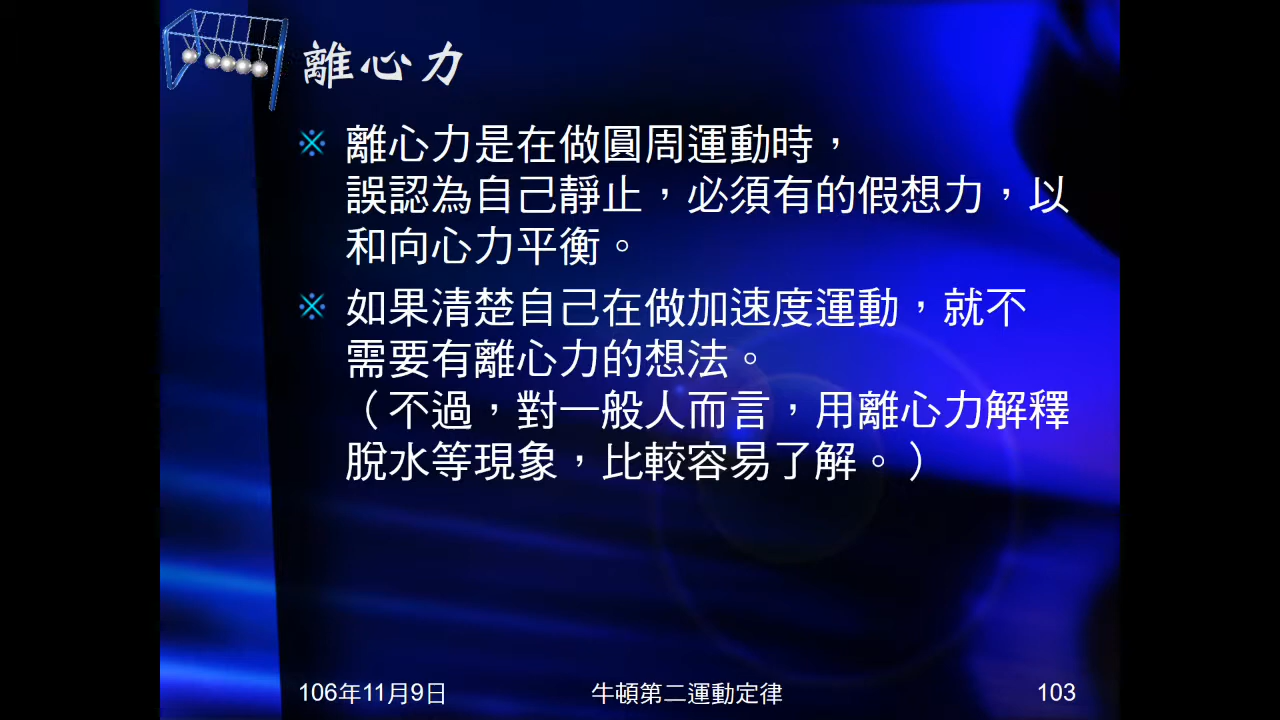 離心力
※ 離心力是在做圓周運動時，
誤認為自己靜止，必須有的假想力，以
和向心力平衡。
※ 如果清楚自己在做加速度運動，就不
需要有離心力的想法。
（不過，對一般人而言，用離心力解釋
脫水等現象，比較容易了解。）
106年11月9日
牛頓第二運動定律
103